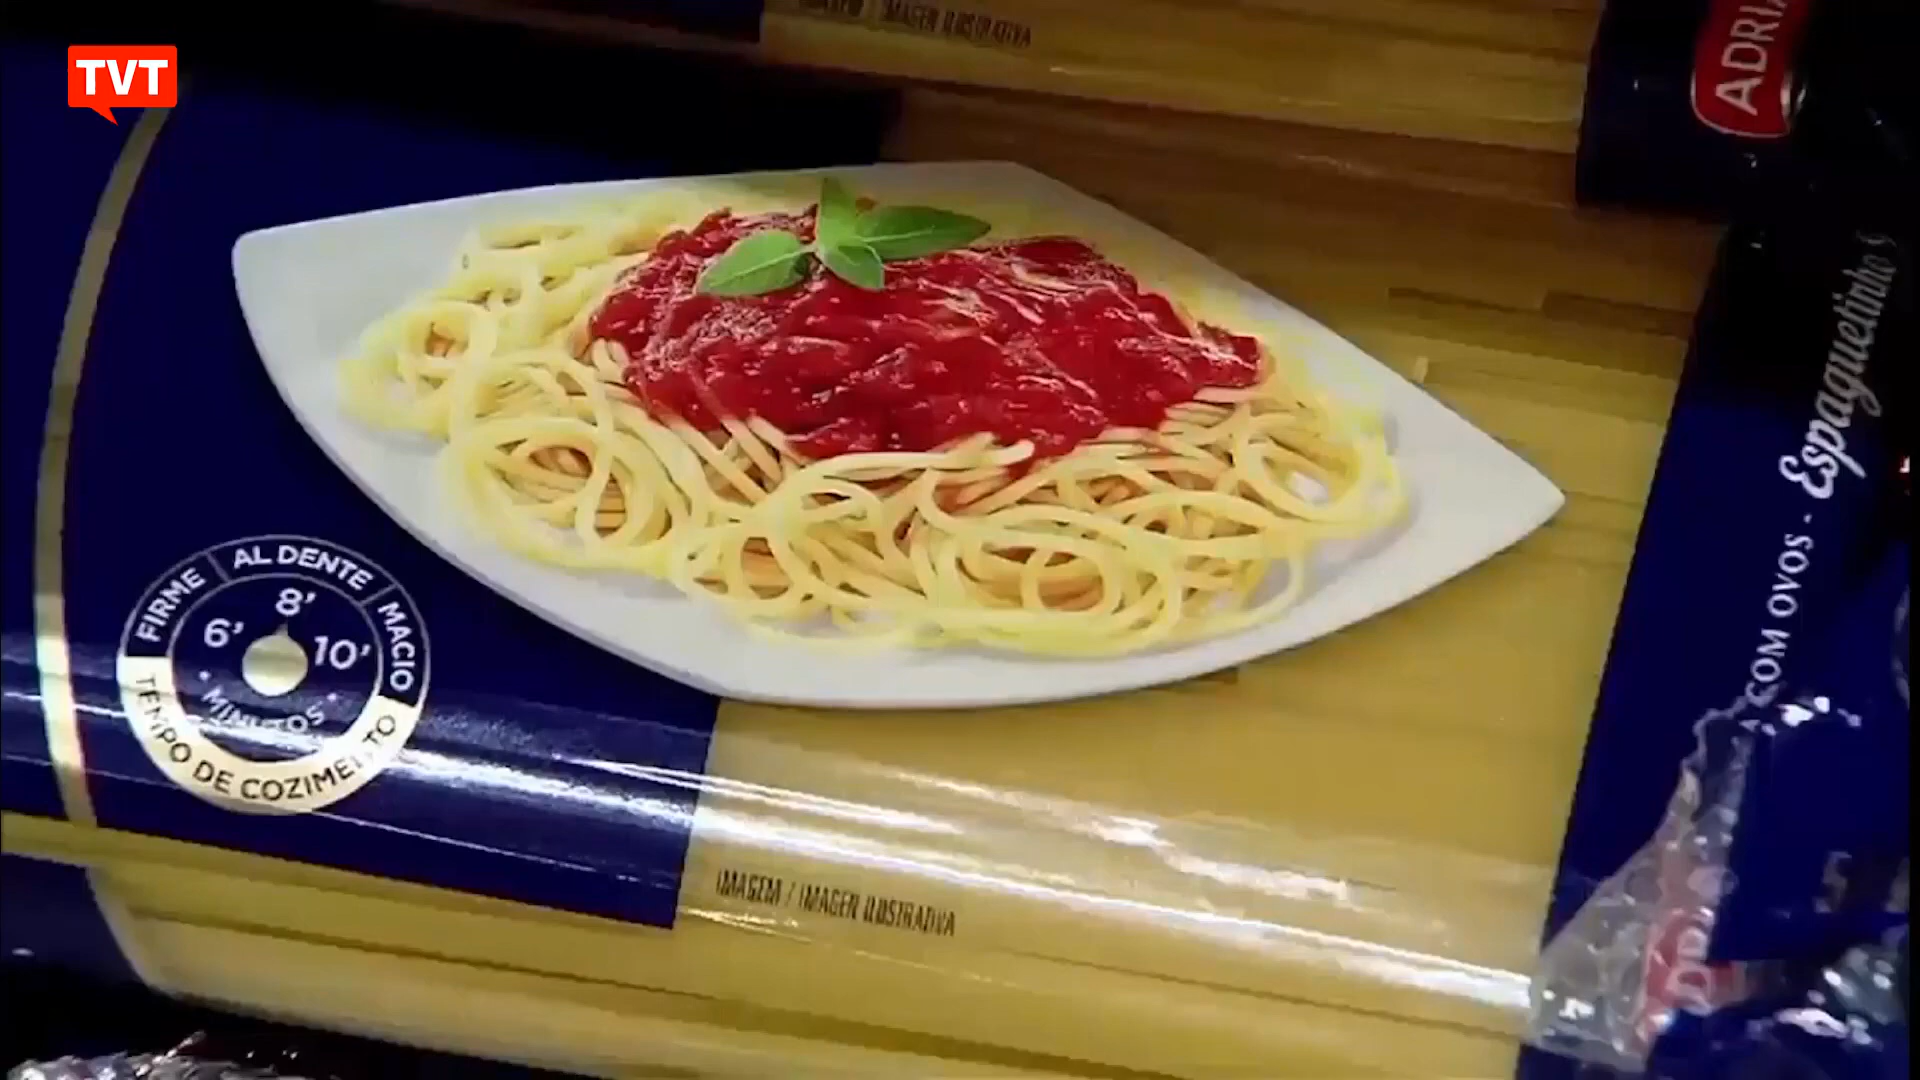 TVT
IMAGEM / IMAGEN ILUSTRATIVA
ADRIA
Espaguetinho 9
COM OVOS
FIRME
AL DENTE
MACIO
6' 8' 10'
MINUTOS
TEMPO DE COZIMENTO
IMAGEM / IMAGEN ILUSTRATIVA